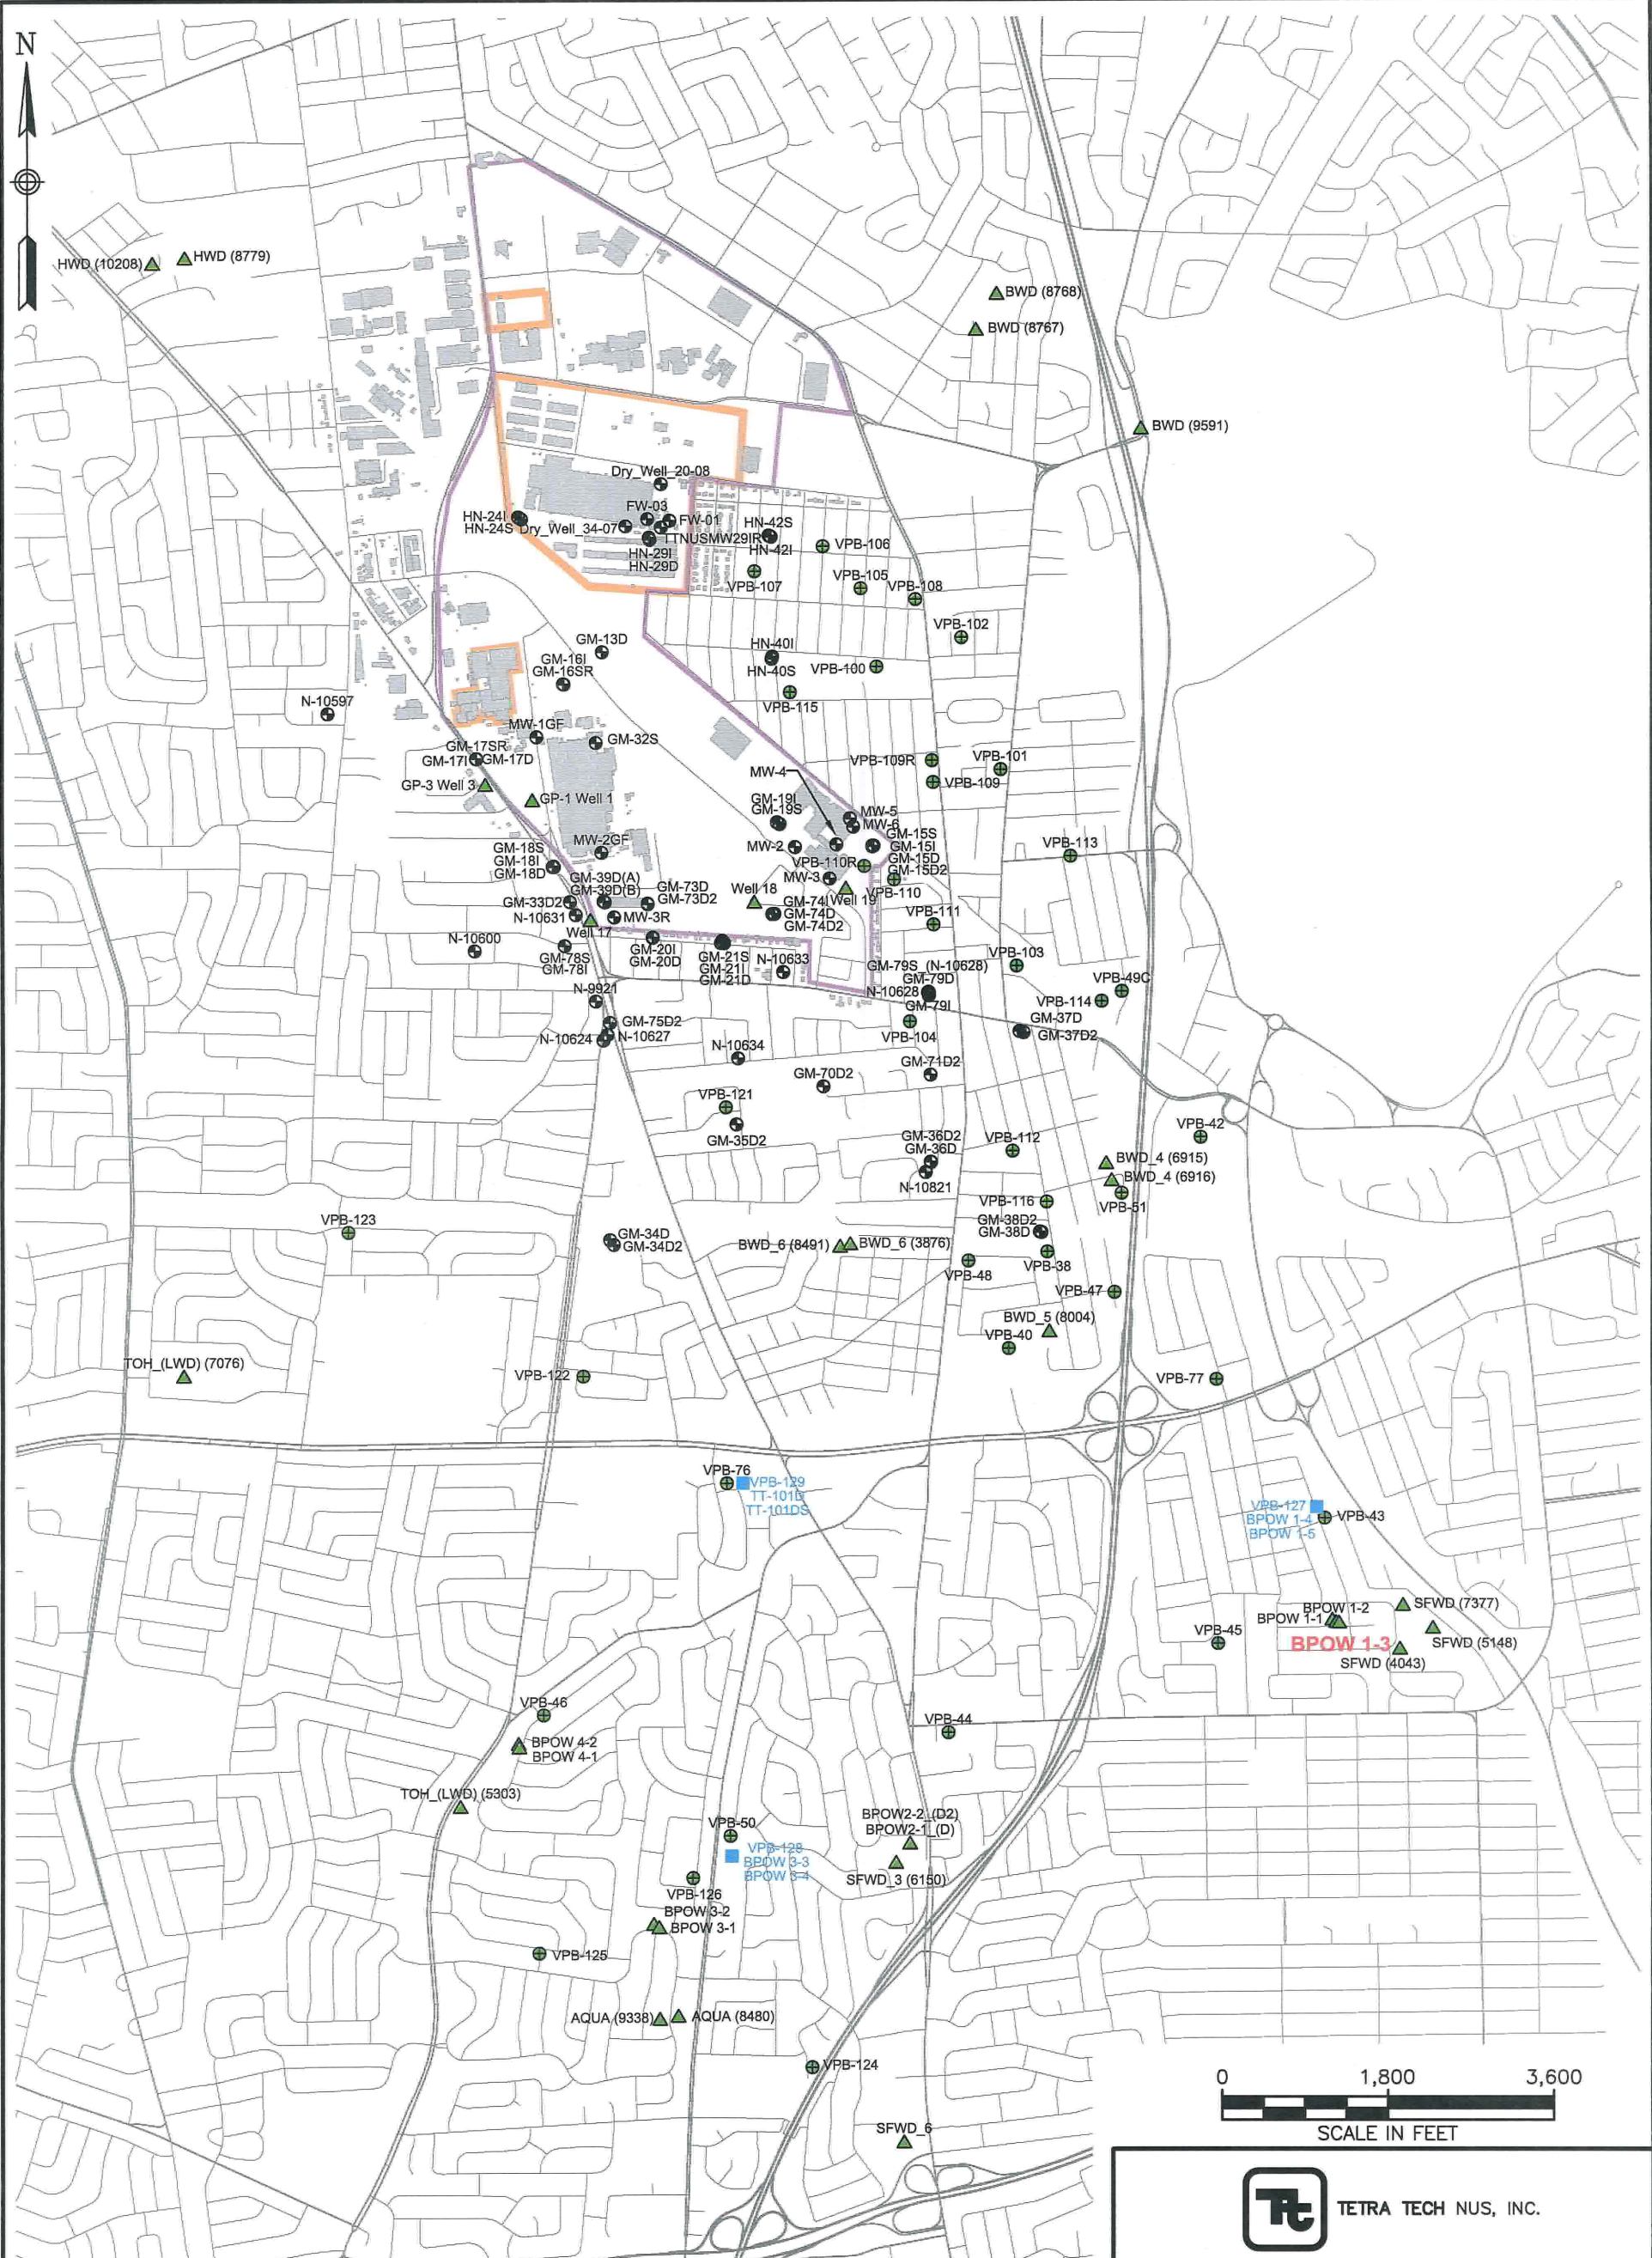 N
HWD (10208)
HWD (8779)
BWD (8768)
BWD (8767)
BWD (9591)
Dry_Well_20-08
FW-03
FW-01
HN-24I
HN-24S
Dry_Well_34-07
TTNUSMW29IR
HN-29I
HN-29D
HN-42S
HN-42I
VPB-106
VPB-107
VPB-105
VPB-108
VPB-102
GM-13D
GM-16I
GM-16SR
HN-40I
HN-40S
VPB-100
VPB-115
N-10597
MW-1GF
GM-32S
GM-17SR
GM-17I
GM-17D
GP-3 Well 3
GP-1 Well 1
VPB-109R
VPB-101
VPB-109
MW-4
GM-19I
GM-19S
MW-5
MW-6
GM-15S
GM-15I
GM-15D
GM-15D2
MW-2
VPB-110R
MW-3
VPB-110
VPB-113
MW-2GF
GM-18S
GM-18I
GM-18D
GM-39D(A)
GM-39D(B)
GM-73D
GM-73D2
GM-33D2
N-10631
MW-3R
Well 17
Well 18
GM-74I
Well 19
GM-74D
GM-74D2
VPB-111
N-10600
GM-78S
GM-78I
GM-20I
GM-20D
GM-21S
GM-21I
GM-21D
N-10633
GM-79S (N-10628)
GM-79D
N-10628
GM-79I
VPB-103
VPB-49C
VPB-114
N-9921
GM-75D2
N-10627
N-10624
VPB-104
GM-37D
GM-37D2
N-10634
GM-70D2
GM-71D2
VPB-121
GM-35D2
GM-36D2
GM-36D
N-10821
VPB-112
VPB-42
BWD_4 (6915)
BWD_4 (6916)
VPB-51
VPB-116
GM-38D2
GM-38D
VPB-38
VPB-123
GM-34D
GM-34D2
BWD_6 (8491)
BWD_6 (3876)
VPB-48
VPB-47
BWD_5 (8004)
VPB-40
TOH_(LWD) (7076)
VPB-122
VPB-77
VPB-76
VPB-129
TT-101D
TT-101DS
VPB-127
BPOW 1-4
BPOW 1-5
VPB-43
BPOW 1-2
BPOW 1-1
BPOW 1-3
SFWD (7377)
SFWD (5148)
SFWD (4043)
VPB-45
VPB-46
BPOW 4-2
BPOW 4-1
VPB-44
TOH_(LWD) (5303)
VPB-50
VPB-128
BPOW 3-3
BPOW 3-4
BPOW2-2_(D2)
BPOW2-1_(D)
SFWD_3 (6150)
VPB-126
BPOW 3-2
BPOW 3-1
VPB-125
AQUA (9338)
AQUA (8480)
VPB-124
SFWD_6
0 1,800 3,600
SCALE IN FEET
Tt
TETRA TECH NUS, INC.